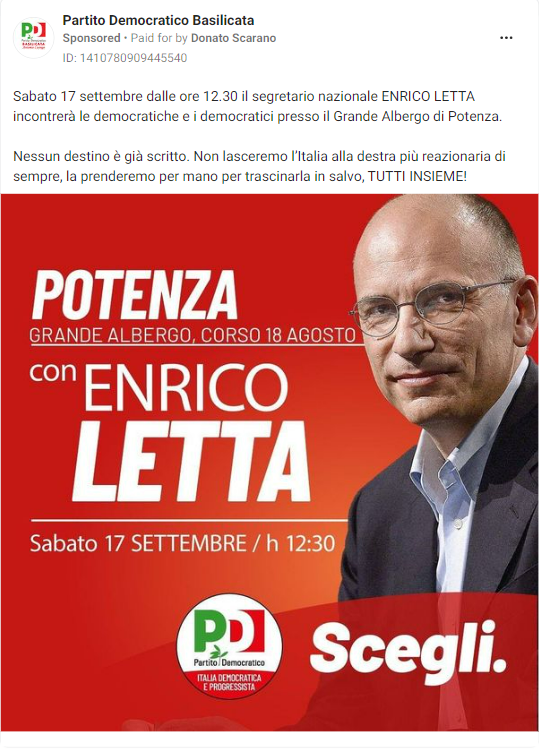 Partito Democratico Basilicata
Sponsored • Paid for by Donato Scarano
ID: 1410780909445540
Sabato 17 settembre dalle ore 12.30 il segretario nazionale ENRICO LETTA
incontrerà le democratiche e i democratici presso il Grande Albergo di Potenza.
Nessun destino è già scritto. Non lasceremo l'Italia alla destra più reazionaria di
sempre, la prenderemo per mano per trascinarla in salvo, TUTTI INSIEME!
POTENZA
GRANDE ALBERGO, CORSO 18 AGOSTO
con ENRICO
LETTA
Sabato 17 SETTEMBRE / h 12:30
PD
Partito Democratico
ITALIA DEMOCRATICA
E PROGRESSISTA
Scegli.